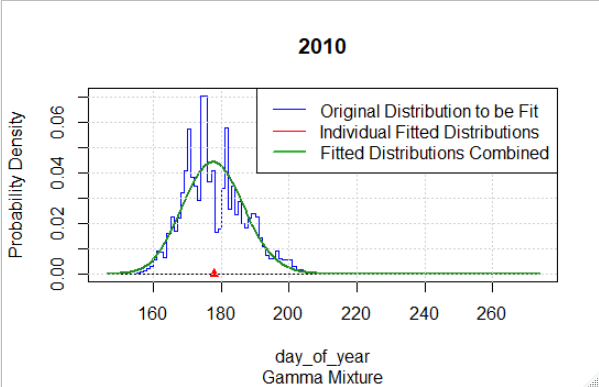 2010
Probability Density
0.06
0.04
0.02
0.00
Original Distribution to be Fit
Individual Fitted Distributions
Fitted Distributions Combined
160 180 200 220 240 260
day_of_year
Gamma Mixture